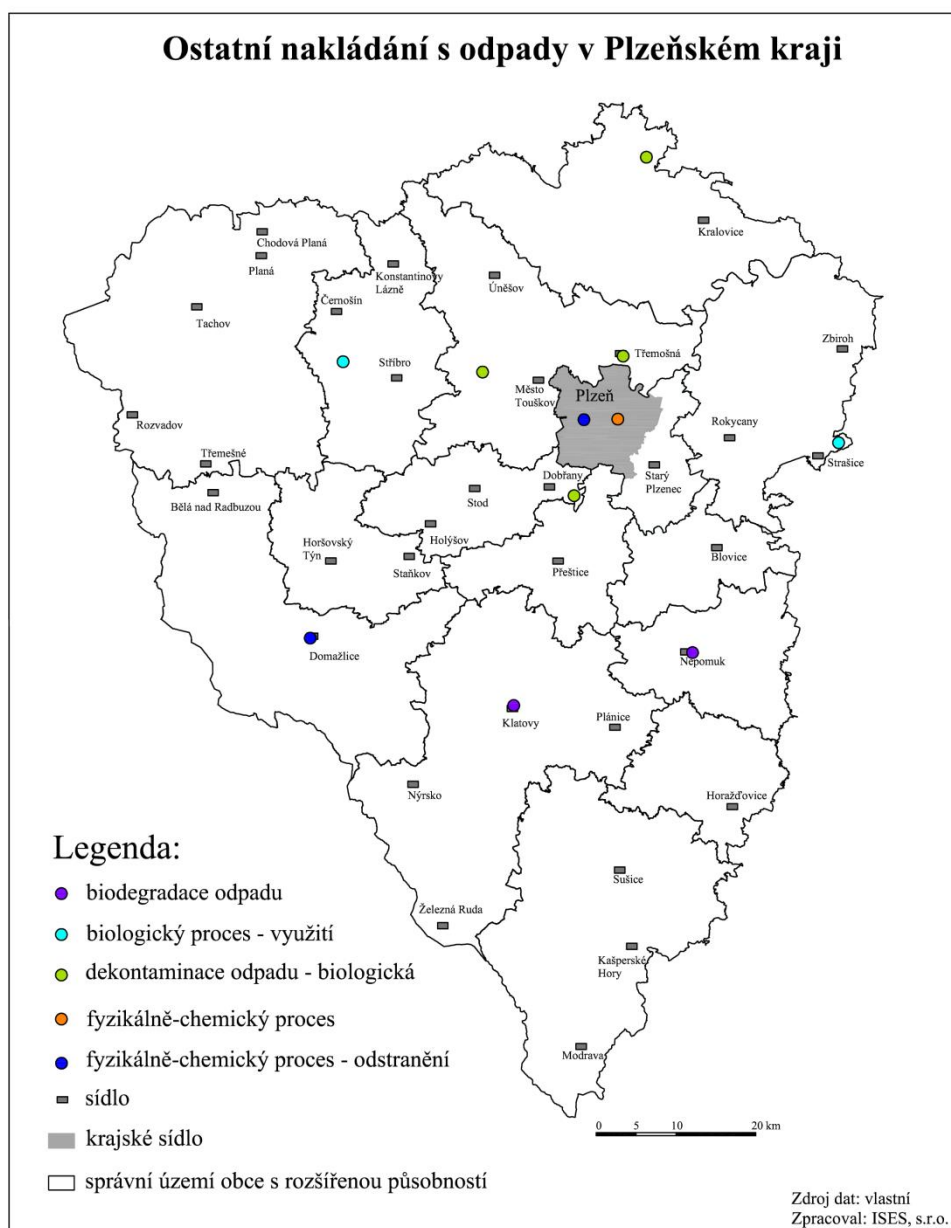 Ostatní nakládání s odpady v Plzeňském kraji
Kralovice
Chodová Planá
Planá
Konstantinovy
Lázně
Úněšov
Černošín
Tachov
Zbiroh
Třemošná
Stříbro
Město
Touškov
Plzeň
Rozvadov
Rokycany
Třemešné
Strašice
Starý
Plzenec
Dobřany
Bělá nad Radbuzou
Stod
Holýšov
Horšovský
Týn
Staňkov
Přeštice
Blovice
Domažlice
Nepomuk
Klatovy
Plánice
Nýrsko
Horažďovice
Sušice
Železná Ruda
Kašperské
Hory
Modrava
Legenda:
biodegradace odpadu
biologický proces - využití
dekontaminace odpadu - biologická
fyzikálně-chemický proces
fyzikálně-chemický proces - odstranění
sídlo
krajské sídlo
správní území obce s rozšířenou působností
0 5 10 20 km
Zdroj dat: vlastní
Zpracoval: ISES, s.r.o.